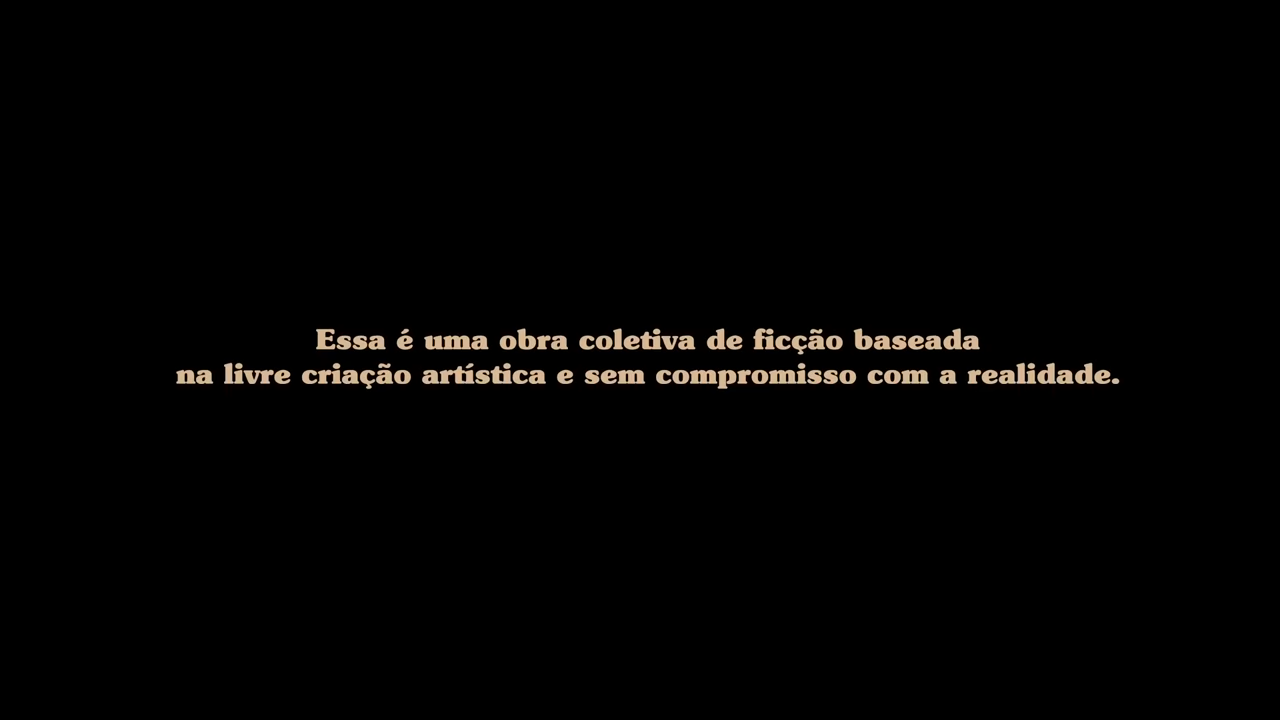 Essa é uma obra coletiva de ficção baseada
na livre criação artística e sem compromisso com a realidade.